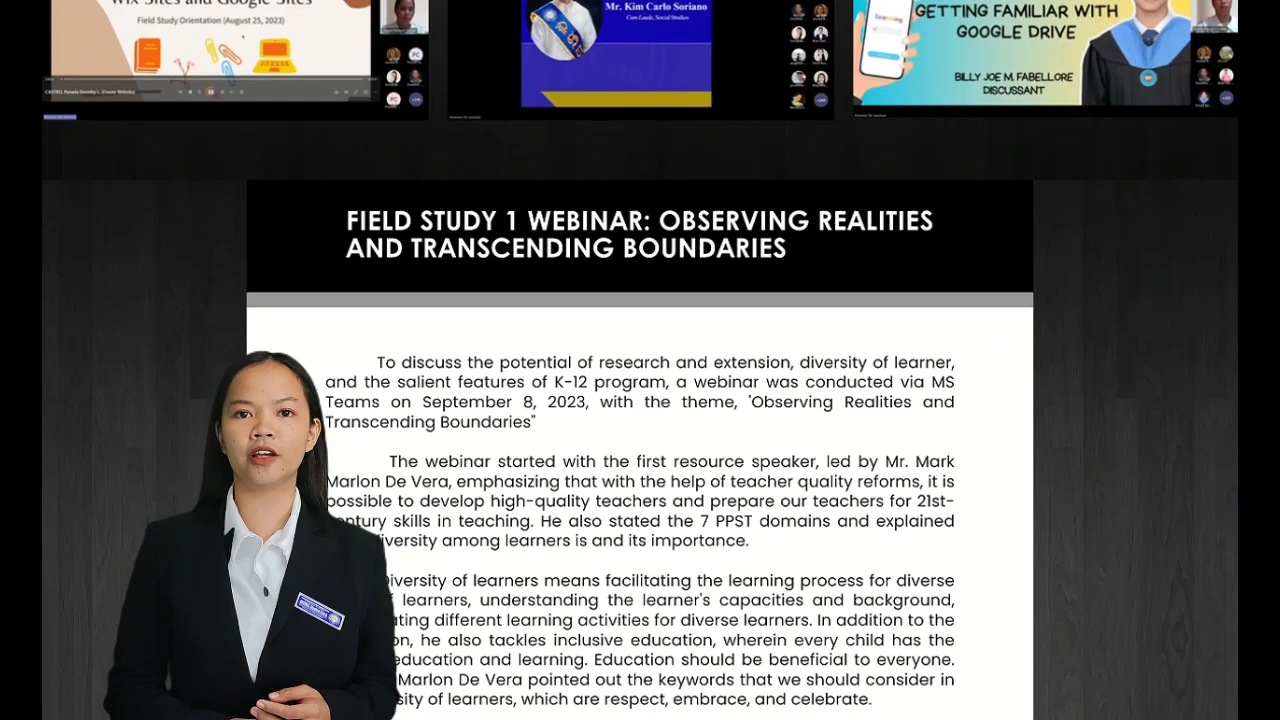 Wix Sites and Google Sites
Field Study Orientation (August 25, 2023)
Mr. Kim Carlo Soriano
Cum Laude, Social Studies
Searching
GETTING FAMILIAR WITH
GOOGLE DRIVE
BILLY JOE M. FABELLORE
DISCUSSANT
FIELD STUDY 1 WEBINAR: OBSERVING REALITIES
AND TRANSCENDING BOUNDARIES
To discuss the potential of research and extension, diversity of learner,
and the salient features of K-12 program, a webinar was conducted via MS
Teams on September 8, 2023, with the theme, 'Observing Realities and
Transcending Boundaries"
The webinar started with the first resource speaker, led by Mr. Mark
Marlon De Vera, emphasizing that with the help of teacher quality reforms, it is
possible to develop high-quality teachers and prepare our teachers for 21st-
century skills in teaching. He also stated the 7 PPST domains and explained
diversity among learners is and its importance.
Diversity of learners means facilitating the learning process for diverse
learners, understanding the learner's capacities and background,
different learning activities for diverse learners. In addition to the
he also tackles inclusive education, wherein every child has the
education and learning. Education should be beneficial to everyone.
Marlon De Vera pointed out the keywords that we should consider in
of learners, which are respect, embrace, and celebrate.